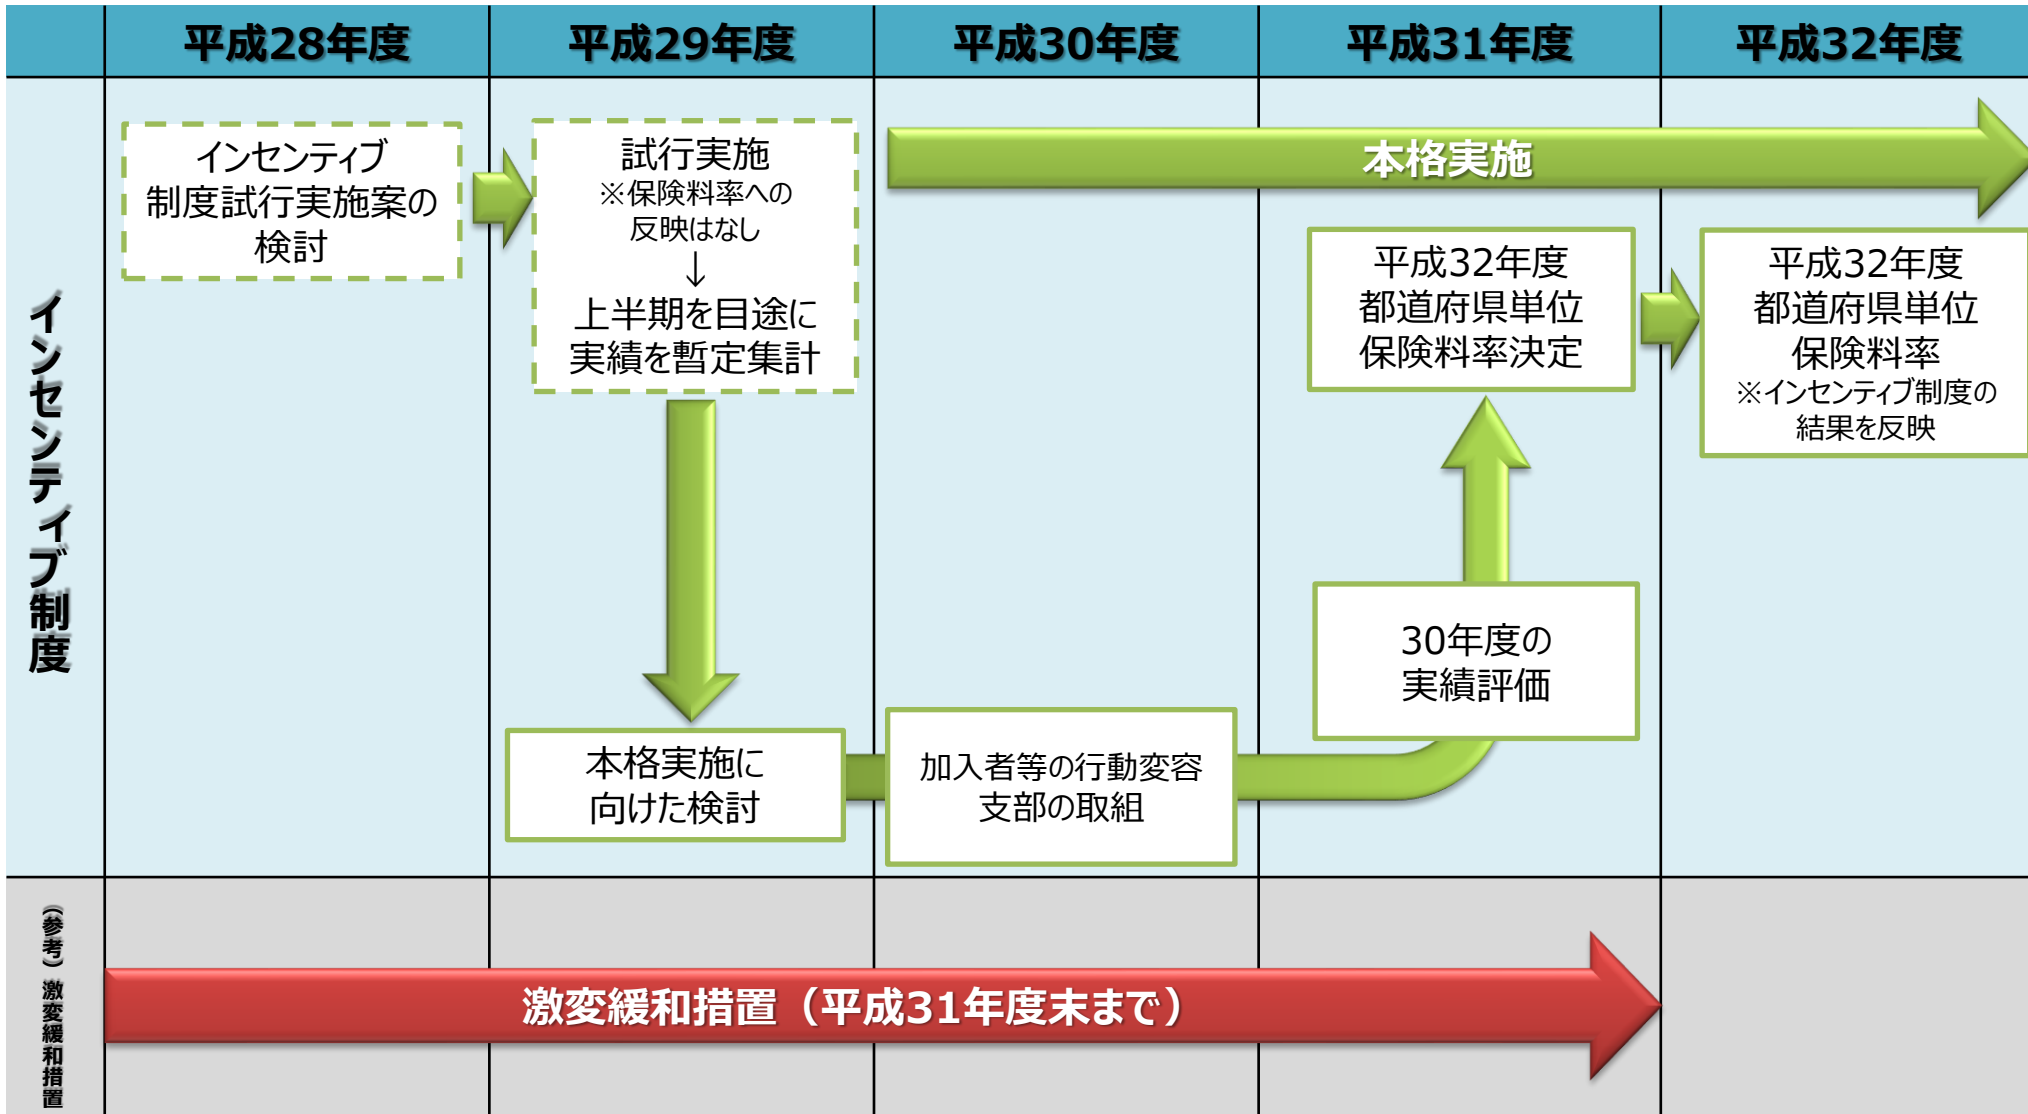 平成28年度
平成29年度
平成30年度
平成31年度
平成32年度
インセンティブ制度
インセンティブ
制度試行実施案の
検討
試行実施
※保険料率への
反映はなし
↓
上半期を目途に
実績を暫定集計
本格実施に
向けた検討
本格実施
加入者等の行動変容
支部の取組
平成32年度
都道府県単位
保険料率決定
30年度の
実績評価
平成32年度
都道府県単位
保険料率
※インセンティブ制度の
結果を反映
（参考）激変緩和措置
激変緩和措置（平成31年度末まで）